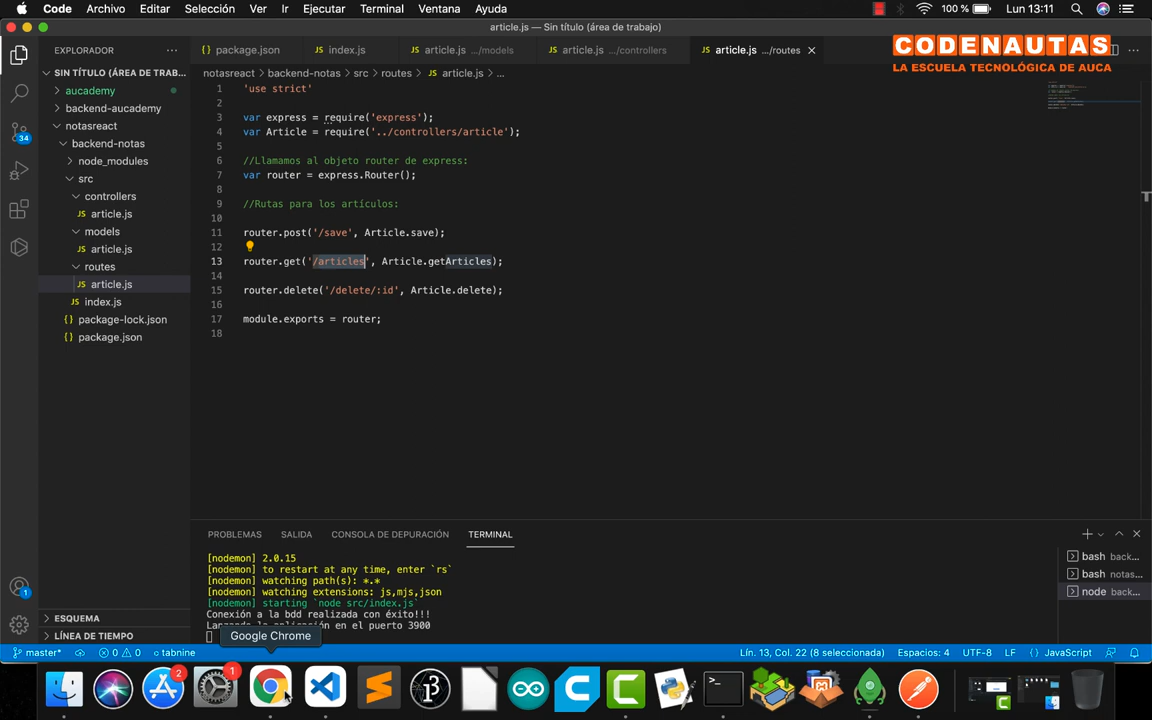 Code Archivo Editar Selección Ver Ir Ejecutar Terminal Ventana Ayuda 100 % Lun 13:11
article.js — Sin título (área de trabajo)
EXPLORADOR
package.json index.js article.js .../models article.js .../controllers article.js .../routes
CODENAUTAS
LA ESCUELA TECNOLÓGICA DE AUCA
notasreact > backend-notas > src > routes > JS article.js > ...
SIN TÍTULO (ÁREA DE TRAB...
aucademy
backend-aucademy
notasreact
backend-notas
node_modules
src
controllers
JS article.js
models
JS article.js
routes
JS article.js
JS index.js
{} package-lock.json
{} package.json
34
1 'use strict'
2
3 var express = require('express');
4 var Article = require('../controllers/article');
5
6 //Llamamos al objeto router de express:
7 var router = express.Router();
8
9 //Rutas para los artículos:
10
11 router.post('/save', Article.save);
12
13 router.get('/articles', Article.getArticles);
14
15 router.delete('/delete/:id', Article.delete);
16
17 module.exports = router;
18
PROBLEMAS SALIDA CONSOLA DE DEPURACIÓN TERMINAL
[nodemon] 2.0.15
[nodemon] to restart at any time, enter `rs`
[nodemon] watching path(s): *.*
[nodemon] watching extensions: js,mjs,json
[nodemon] starting `node src/index.js`
Conexión a la bdd realizada con éxito!!!
Lanzando la aplicación en el puerto 3900
bash back...
bash notas...
node back...
1
ESQUEMA
LÍNEA DE TIEMPO
Google Chrome
master* 0 0 tabnine Lín. 13, Col. 22 (8 seleccionada) Espacios: 4 UTF-8 LF {} JavaScript
2 1